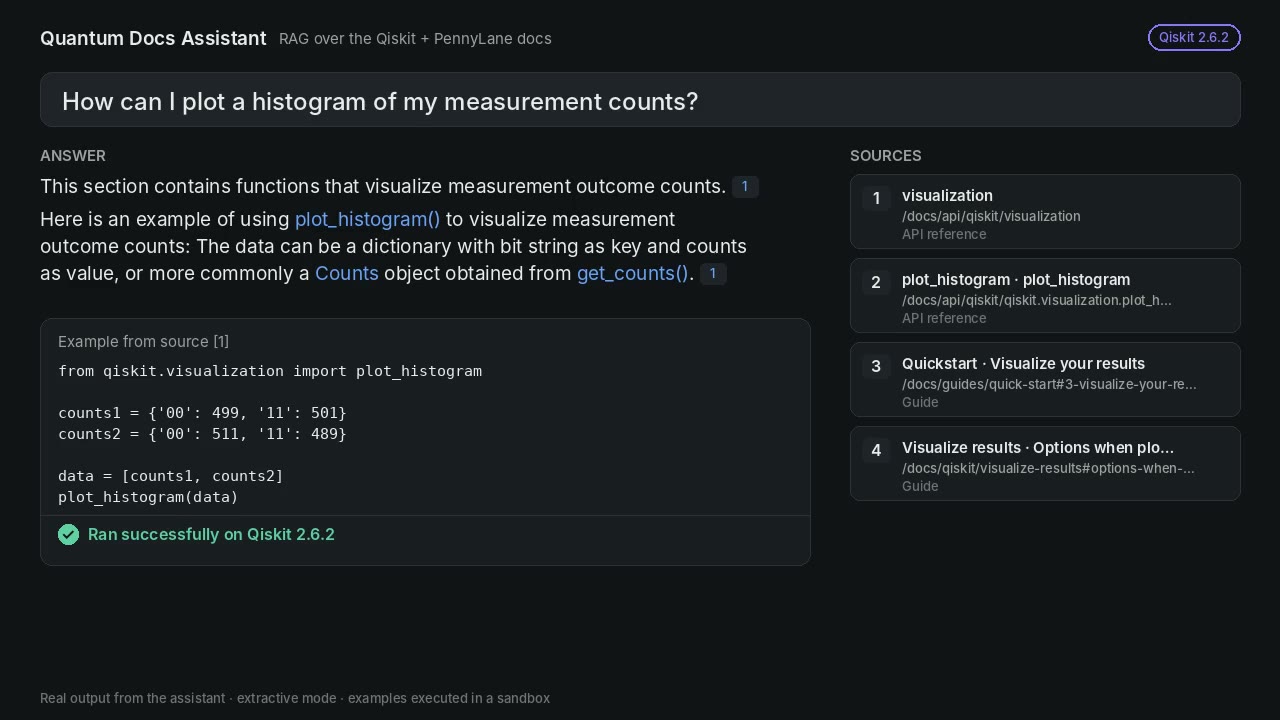 Quantum Docs Assistant RAG over the Qiskit + PennyLane docs
Qiskit 2.6.2
How can I plot a histogram of my measurement counts?
ANSWER
This section contains functions that visualize measurement outcome counts. 1
Here is an example of using plot_histogram() to visualize measurement
outcome counts: The data can be a dictionary with bit string as key and counts
as value, or more commonly a Counts object obtained from get_counts(). 1
Example from source [1]
from qiskit.visualization import plot_histogram
counts1 = {'00': 499, '11': 501}
counts2 = {'00': 511, '11': 489}
data = [counts1, counts2]
plot_histogram(data)
Ran successfully on Qiskit 2.6.2
SOURCES
1 visualization
/docs/api/qiskit/visualization
API reference
2 plot_histogram · plot_histogram
/docs/api/qiskit/qiskit.visualization.plot_h...
API reference
3 Quickstart · Visualize your results
/docs/guides/quick-start#3-visualize-your-re...
Guide
4 Visualize results · Options when plo...
/docs/qiskit/visualize-results#options-when-...
Guide
Real output from the assistant · extractive mode · examples executed in a sandbox